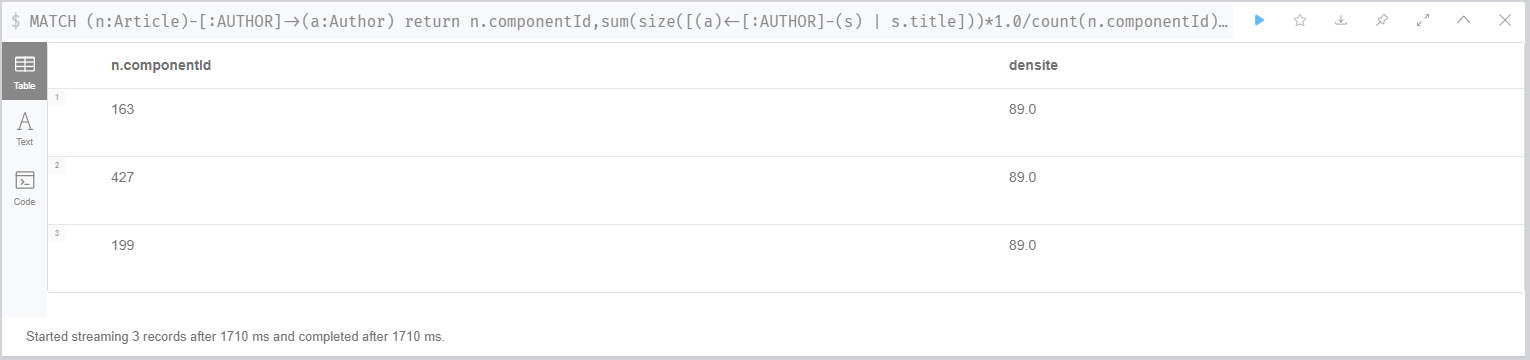 $ MATCH (n:Article)-[:AUTHOR]->(a:Author) return n.componentId,sum(size([(a)<-[:AUTHOR]-(s) | s.title]))*1.0/count(n.componentId)…
Table
Text
Code
n.componentId densite
1
163 89.0
2
427 89.0
3
199 89.0
Started streaming 3 records after 1710 ms and completed after 1710 ms.